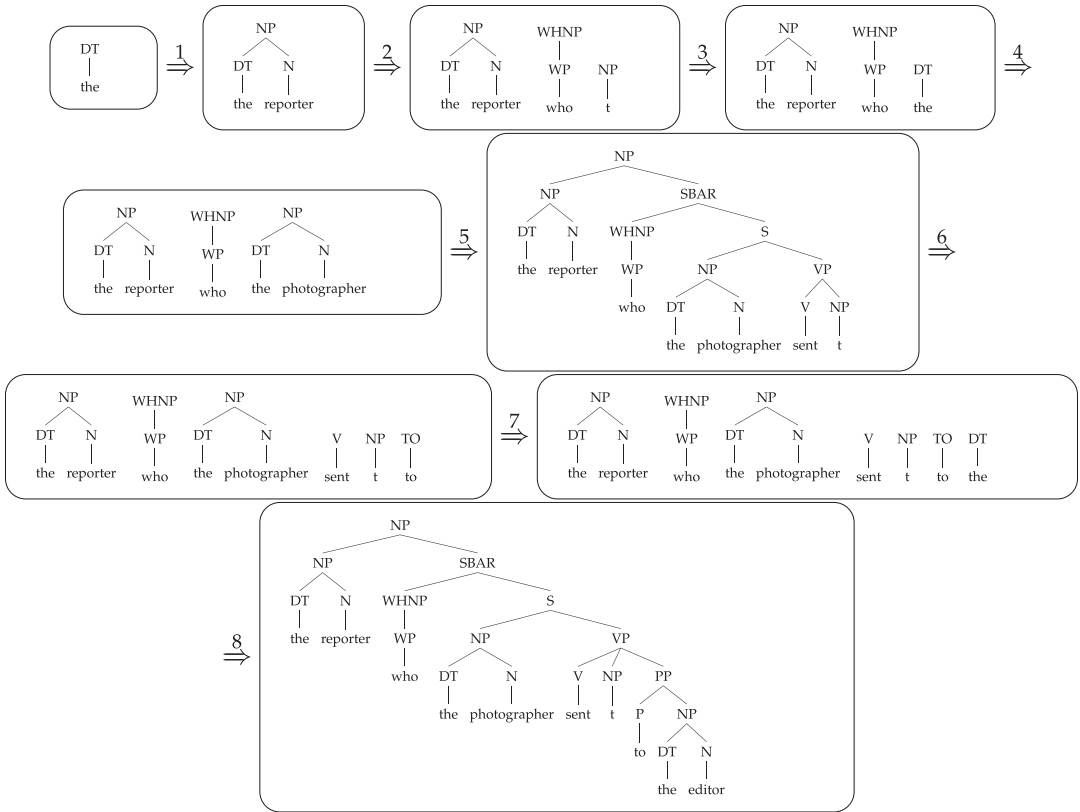 NP NP WHNP NP WHNP
DT 1 2 3 4
DT N DT N WP NP DT N WP DT
the
the reporter the reporter who t the reporter who the
NP
NP WHNP NP NP SBAR
5 6
DT N WP DT N DT N WHNP S
the reporter who the photographer the reporter WP NP VP
who DT N V NP
the photographer sent t
NP WHNP NP NP WHNP NP
7
DT N WP DT N V NP TO DT N WP DT N V NP TO DT
the reporter who the photographer sent t to the reporter who the photographer sent t to the
NP
NP SBAR
DT N WHNP S
8
the reporter WP NP VP
who DT N V NP PP
the photographer sent t P NP
to DT N
the editor